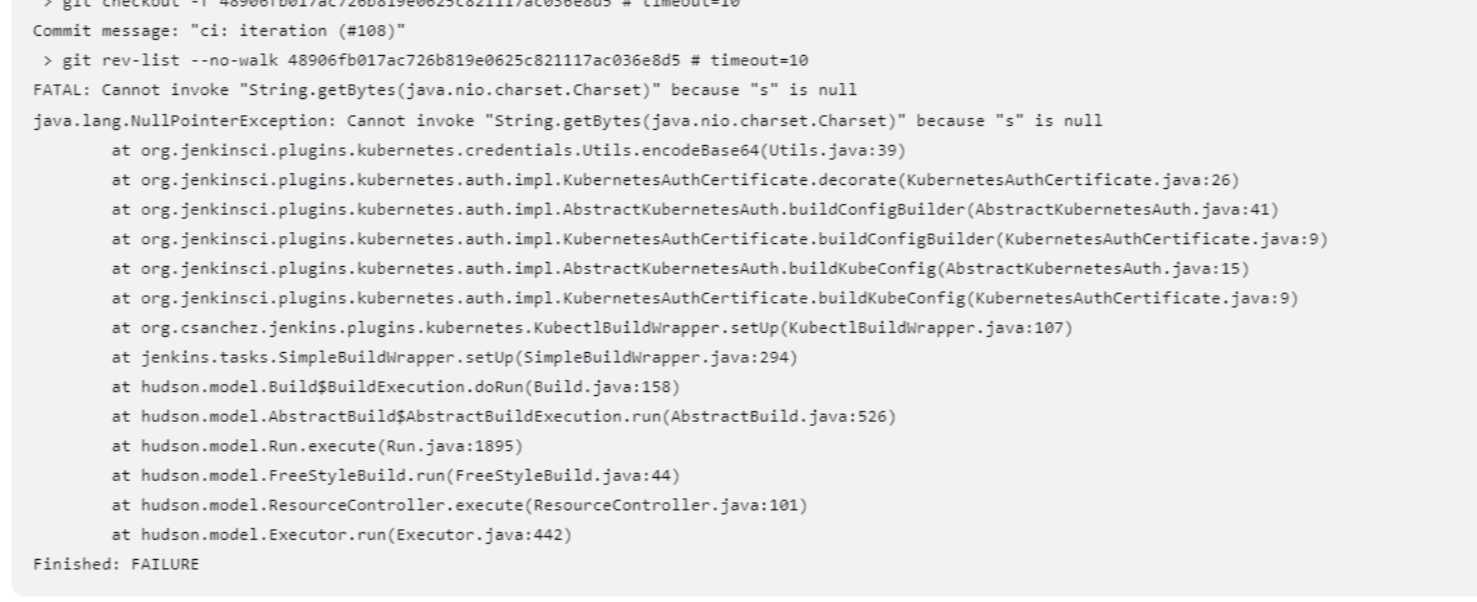 > git checkout -f 48906fb017ac726b819e0625c821117ac036e8d5 # timeout=10
Commit message: "ci: iteration (#108)"
> git rev-list --no-walk 48906fb017ac726b819e0625c821117ac036e8d5 # timeout=10
FATAL: Cannot invoke "String.getBytes(java.nio.charset.Charset)" because "s" is null
java.lang.NullPointerException: Cannot invoke "String.getBytes(java.nio.charset.Charset)" because "s" is null
at org.jenkinsci.plugins.kubernetes.credentials.Utils.encodeBase64(Utils.java:39)
at org.jenkinsci.plugins.kubernetes.auth.impl.KubernetesAuthCertificate.decorate(KubernetesAuthCertificate.java:26)
at org.jenkinsci.plugins.kubernetes.auth.impl.AbstractKubernetesAuth.buildConfigBuilder(AbstractKubernetesAuth.java:41)
at org.jenkinsci.plugins.kubernetes.auth.impl.KubernetesAuthCertificate.buildConfigBuilder(KubernetesAuthCertificate.java:9)
at org.jenkinsci.plugins.kubernetes.auth.impl.AbstractKubernetesAuth.buildKubeConfig(AbstractKubernetesAuth.java:15)
at org.jenkinsci.plugins.kubernetes.auth.impl.KubernetesAuthCertificate.buildKubeConfig(KubernetesAuthCertificate.java:9)
at org.csanchez.jenkins.plugins.kubernetes.KubectlBuildWrapper.setUp(KubectlBuildWrapper.java:107)
at jenkins.tasks.SimpleBuildWrapper.setUp(SimpleBuildWrapper.java:294)
at hudson.model.Build$BuildExecution.doRun(Build.java:158)
at hudson.model.AbstractBuild$AbstractBuildExecution.run(AbstractBuild.java:526)
at hudson.model.Run.execute(Run.java:1895)
at hudson.model.FreeStyleBuild.run(FreeStyleBuild.java:44)
at hudson.model.ResourceController.execute(ResourceController.java:101)
at hudson.model.Executor.run(Executor.java:442)
Finished: FAILURE